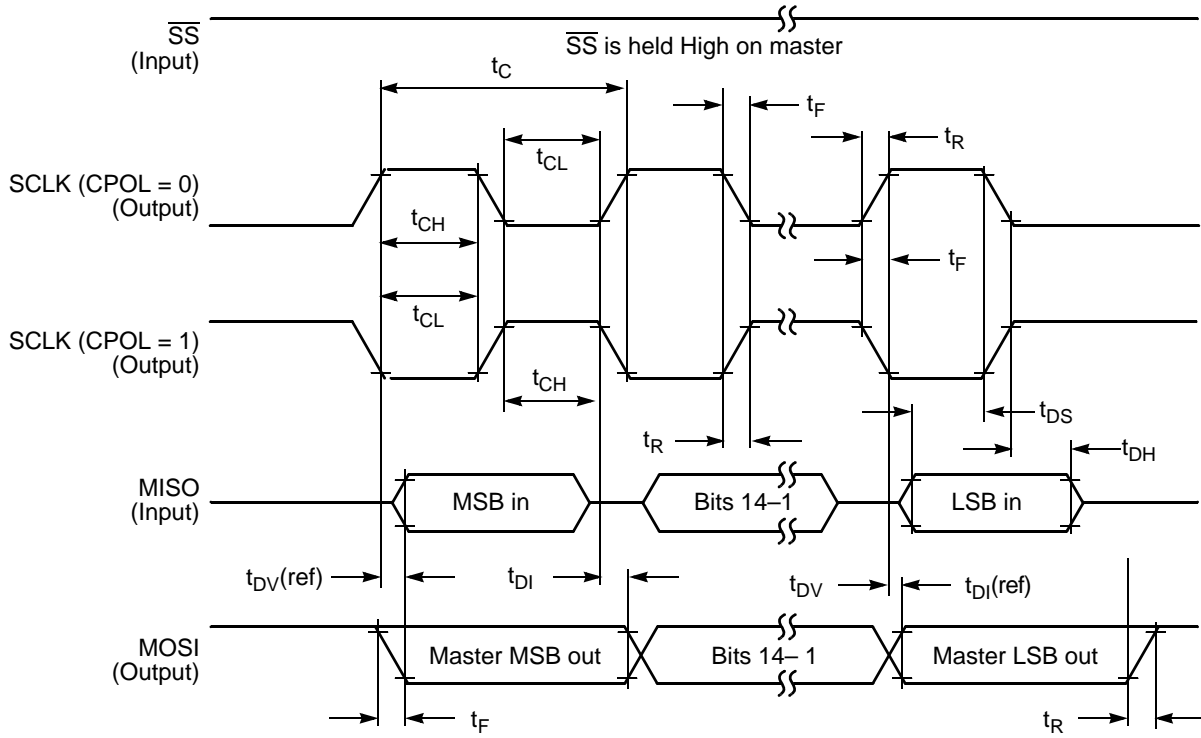 SS
(Input)
SS is held High on master
tC
tF
tR
tCL
SCLK (CPOL = 0)
(Output)
tCH
tF
tCL
SCLK (CPOL = 1)
(Output)
tCH
tDS
tR
tDH
MISO
(Input)
MSB in
Bits 14–1
LSB in
tDV(ref)
tDI
tDV
tDI(ref)
MOSI
(Output)
Master MSB out
Bits 14– 1
Master LSB out
tF
tR